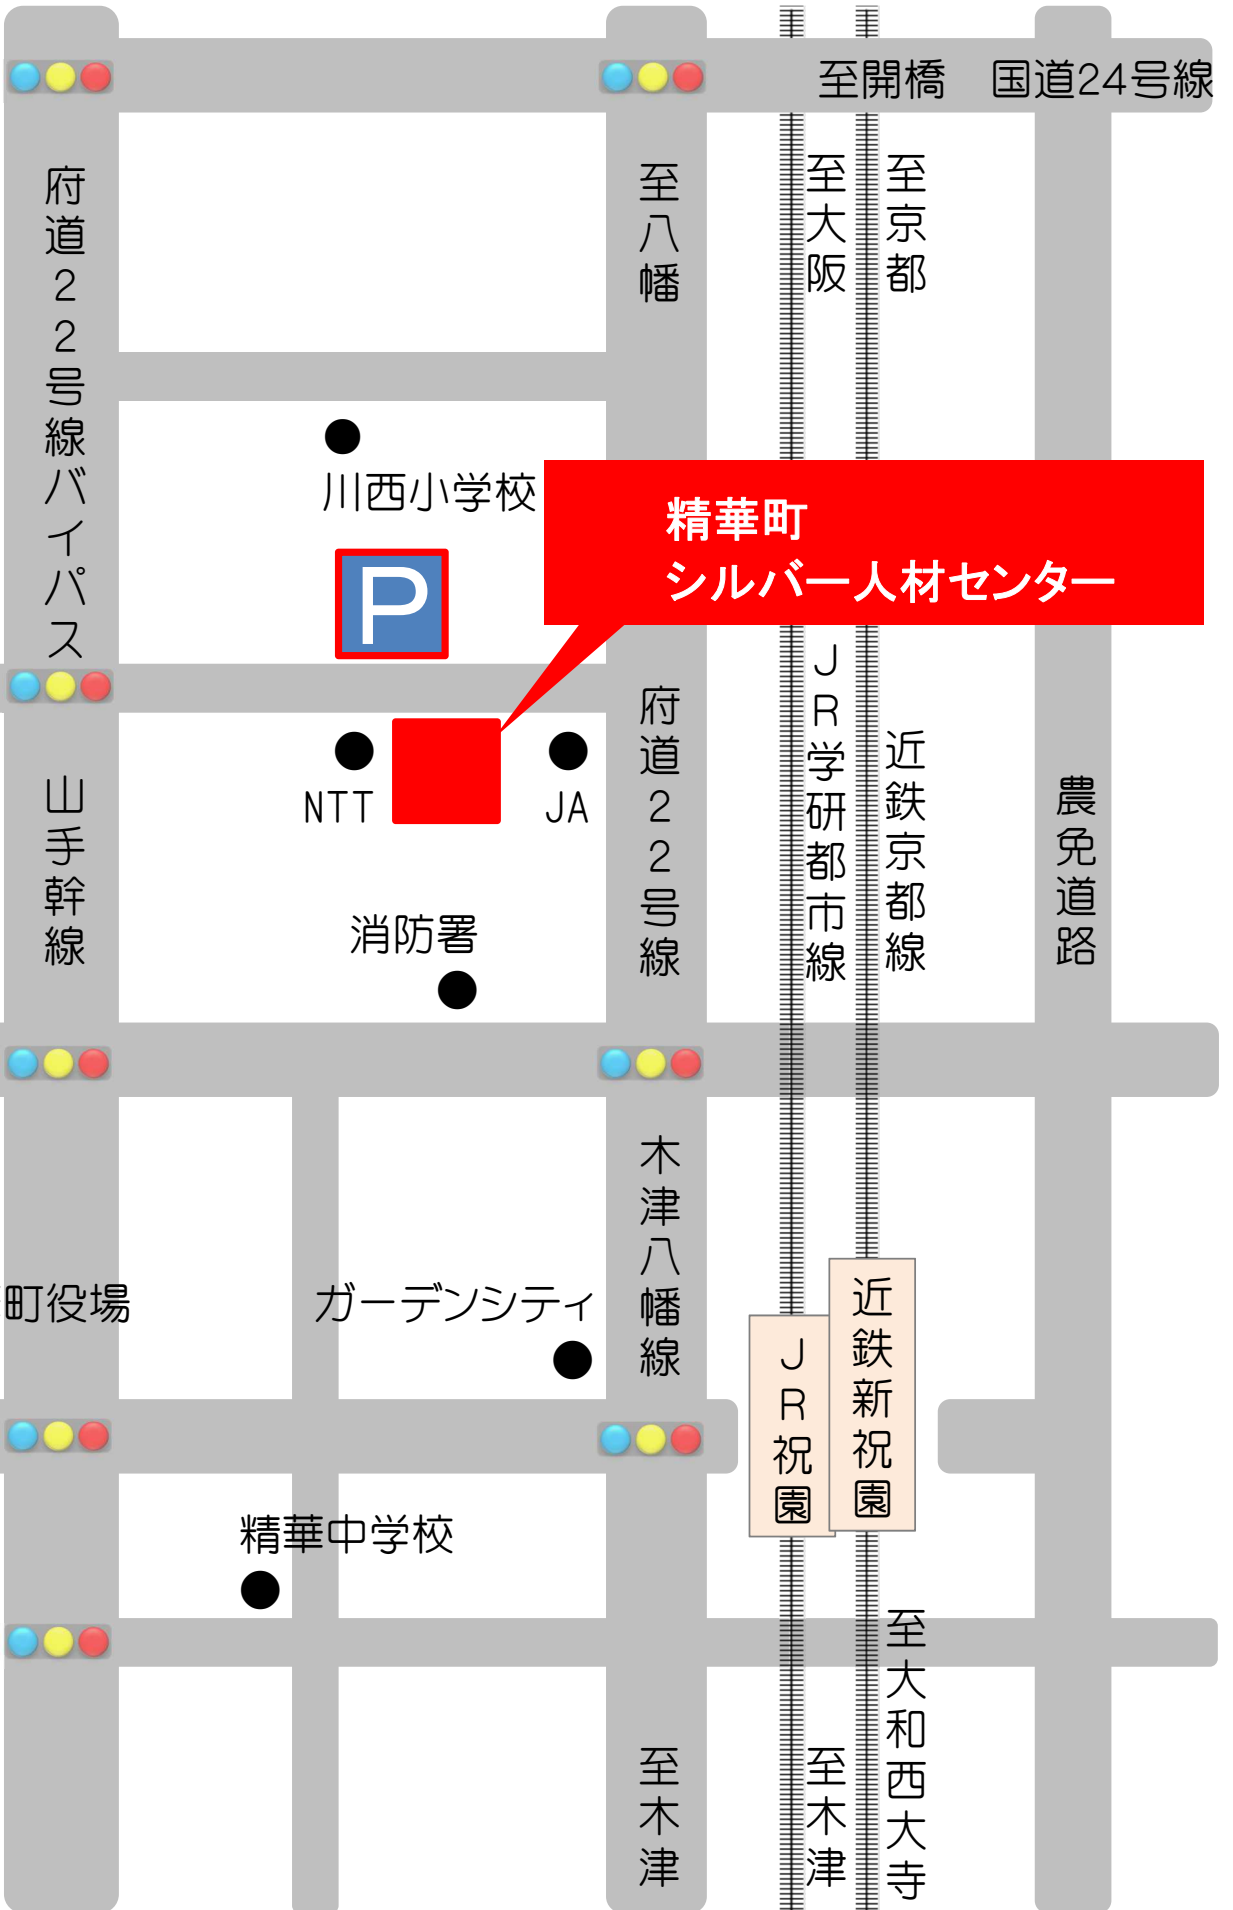 至開橋　国道24号線
府道22号線バイパス
至八幡
至大阪
至京都
川西小学校
精華町
シルバー人材センター
P
JR学研都市線
府道22号線
近鉄京都線
山手幹線
農免道路
NTT
JA
消防署
木津八幡線
町役場
ガーデンシティ
近鉄新祝園
JR祝園
精華中学校
至大和西大寺
至木津
至木津